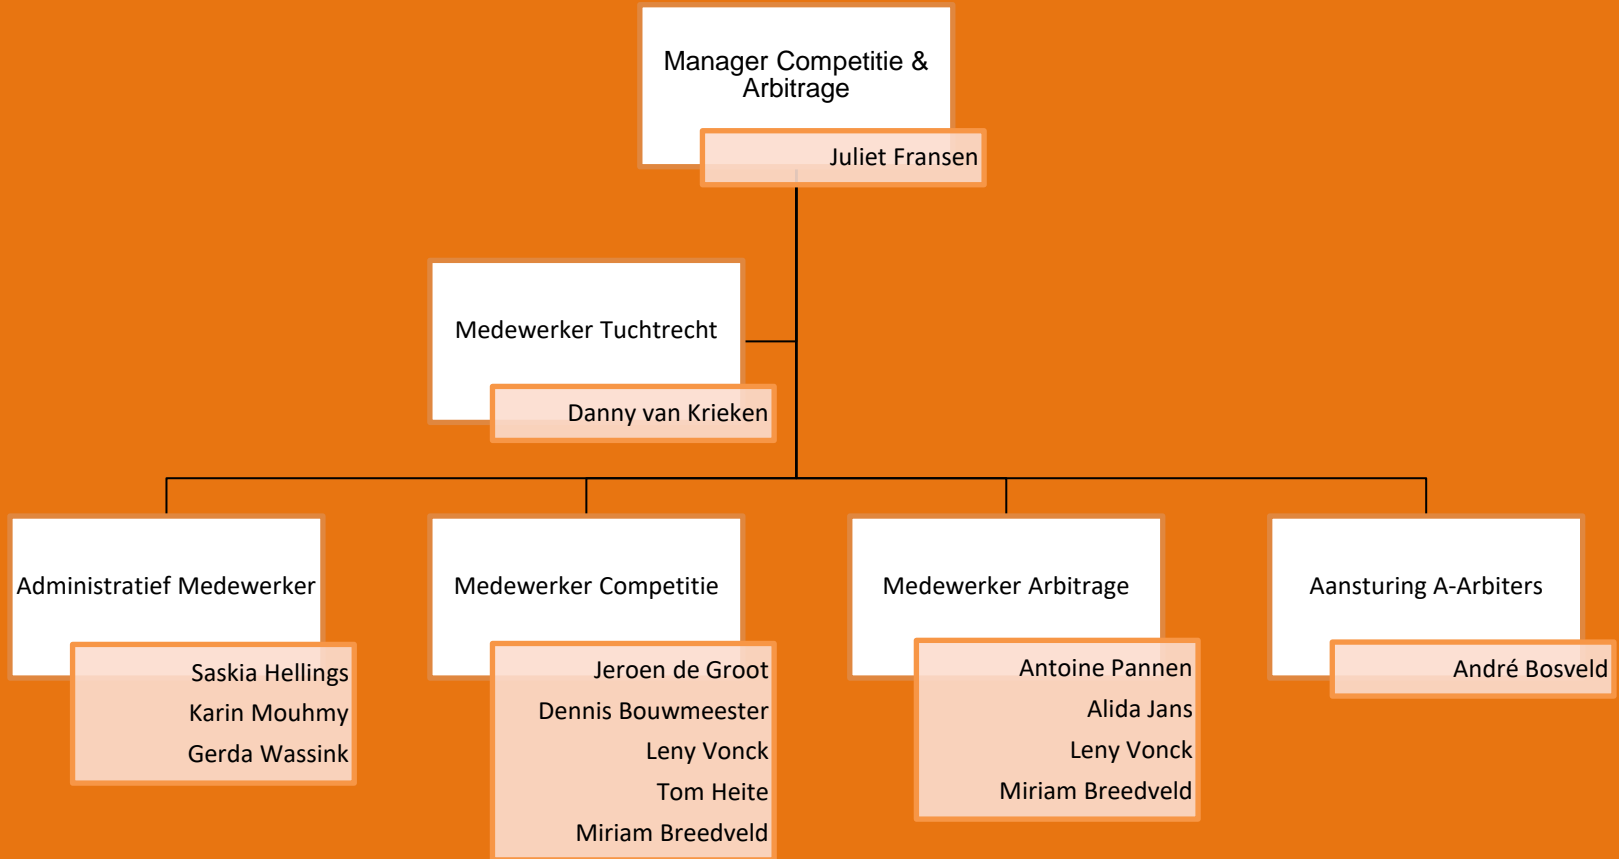 Manager Competitie &
Arbitrage
Juliet Fransen
Medewerker Tuchtrecht
Danny van Krieken
Administratief Medewerker
Saskia Hellings
Karin Mouhmy
Gerda Wassink
Medewerker Competitie
Jeroen de Groot
Dennis Bouwmeester
Leny Vonck
Tom Heite
Miriam Breedveld
Medewerker Arbitrage
Antoine Pannen
Alida Jans
Leny Vonck
Miriam Breedveld
Aansturing A-Arbiters
André Bosveld